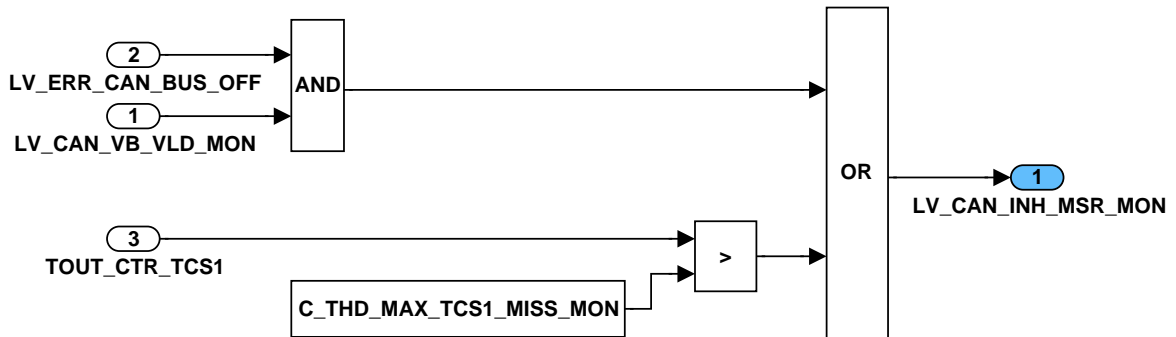 2
LV_ERR_CAN_BUS_OFF
1
LV_CAN_VB_VLD_MON
AND
OR
1
LV_CAN_INH_MSR_MON
3
TOUT_CTR_TCS1
>
C_THD_MAX_TCS1_MISS_MON